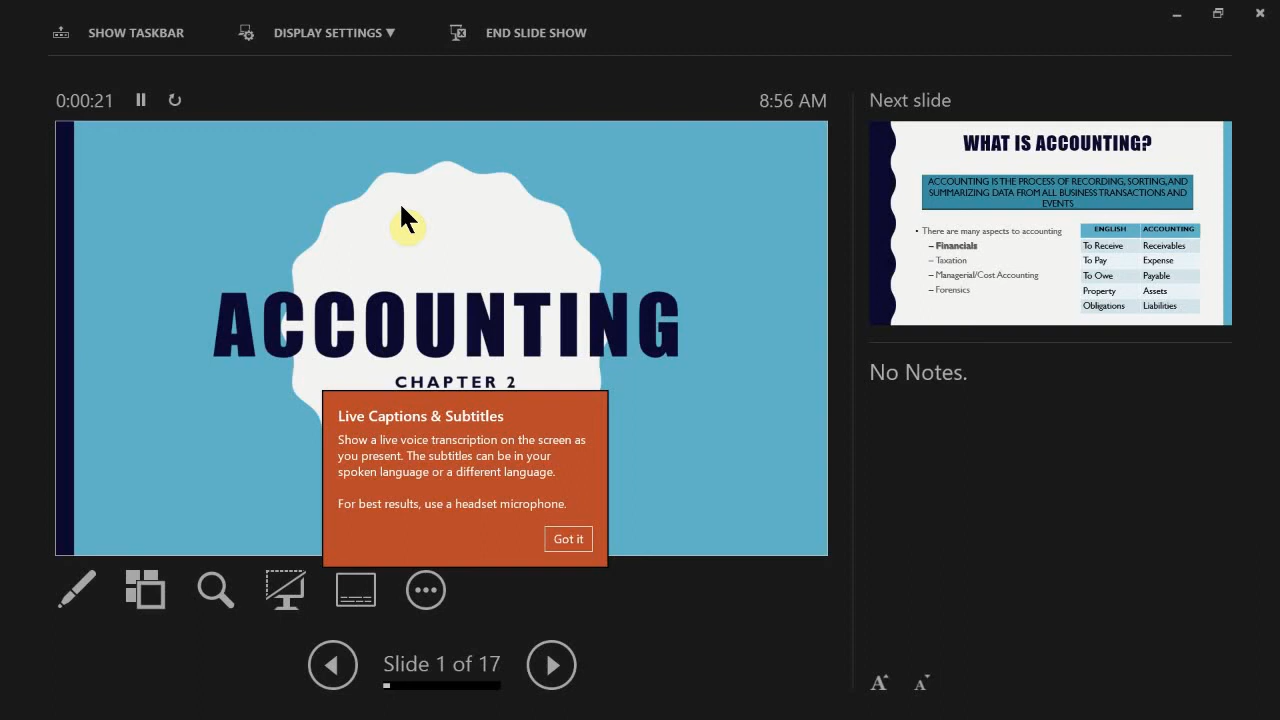 SHOW TASKBAR
DISPLAY SETTINGS ▼
END SLIDE SHOW
0:00:21
8:56 AM
ACCOUNTING
CHAPTER 2
Live Captions & Subtitles
Show a live voice transcription on the screen as
you present. The subtitles can be in your
spoken language or a different language.
For best results, use a headset microphone.
Got it
Slide 1 of 17
Next slide
WHAT IS ACCOUNTING?
ACCOUNTING IS THE PROCESS OF RECORDING, SORTING, AND
SUMMARIZING DATA FROM ALL BUSINESS TRANSACTIONS AND
EVENTS
• There are many aspects to accounting
– Financials
– Taxation
– Managerial/Cost Accounting
– Forensics
ENGLISH ACCOUNTING
To Receive Receivables
To Pay Expense
To Owe Payable
Property Assets
Obligations Liabilities
No Notes.
A A